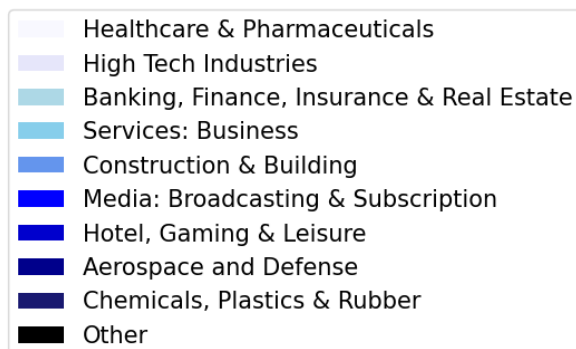 Healthcare & Pharmaceuticals
High Tech Industries
Banking, Finance, Insurance & Real Estate
Services: Business
Construction & Building
Media: Broadcasting & Subscription
Hotel, Gaming & Leisure
Aerospace and Defense
Chemicals, Plastics & Rubber
Other